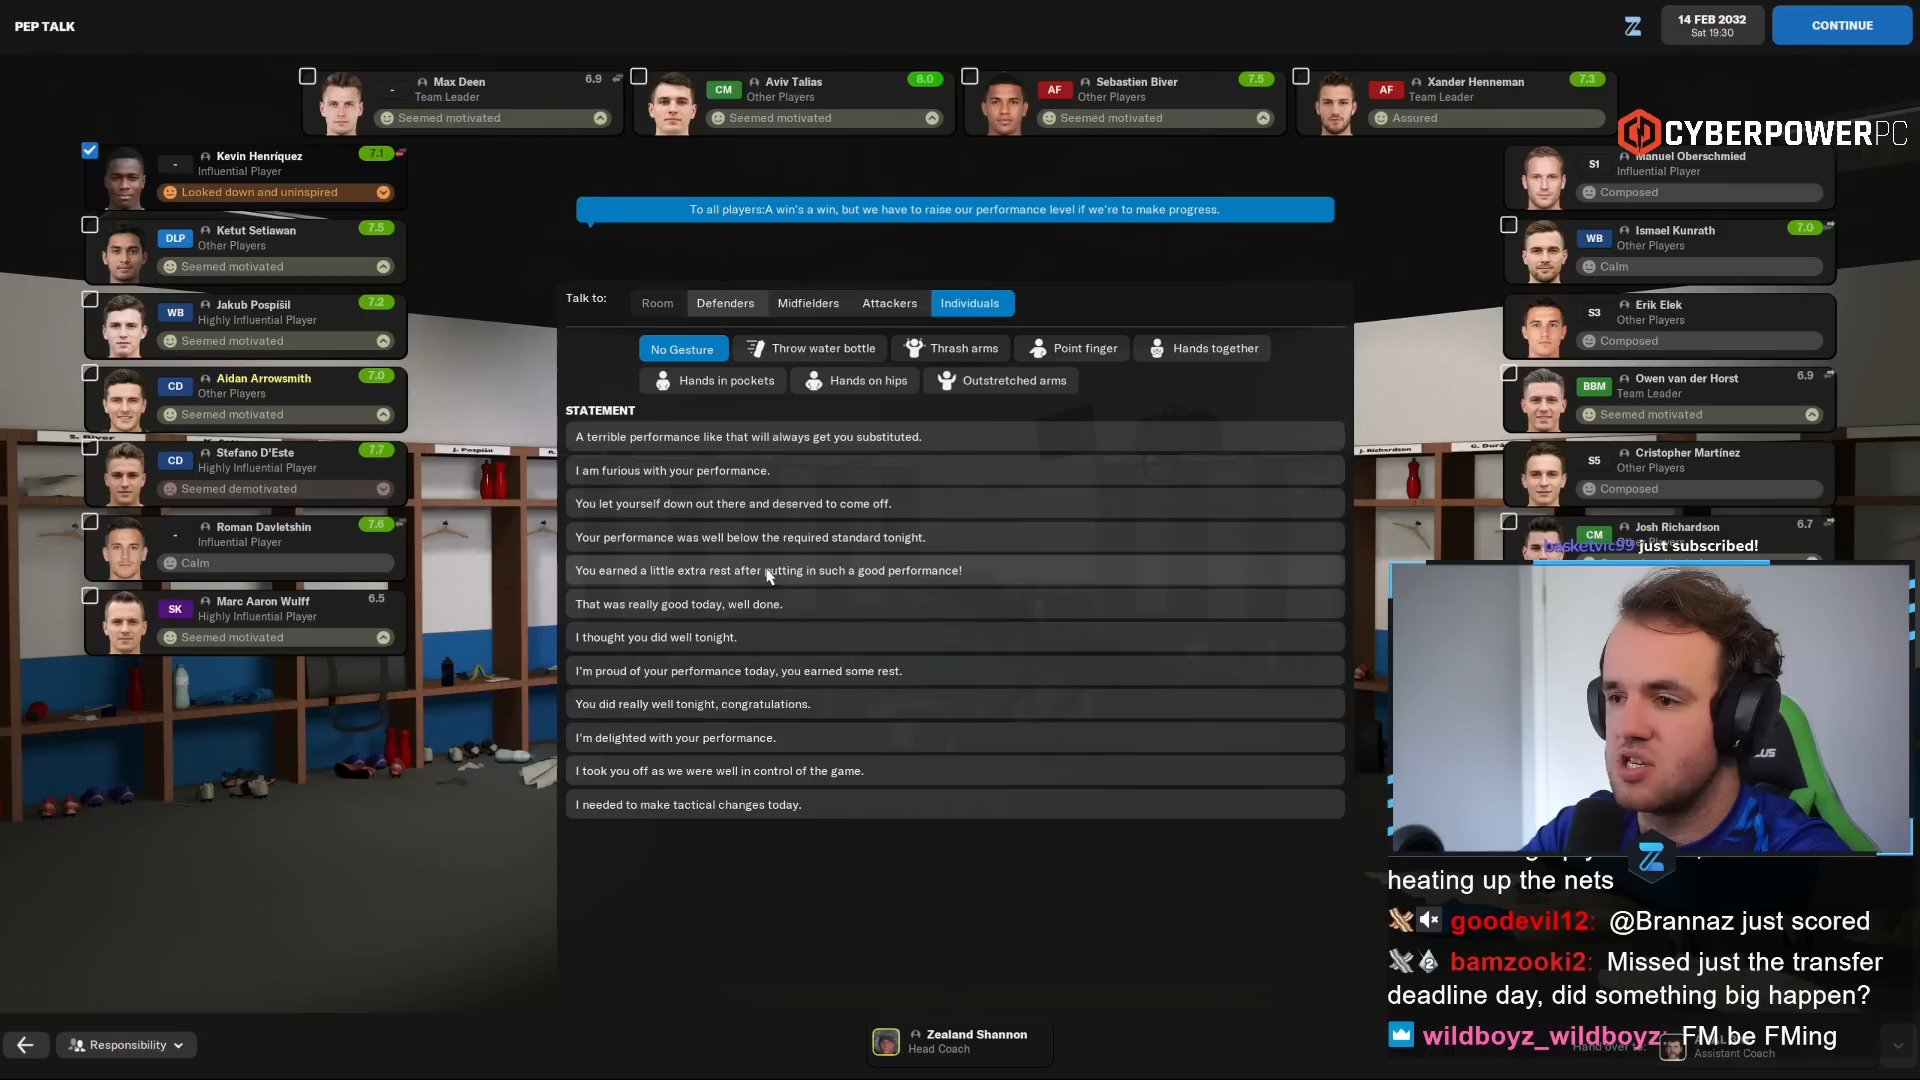 PEP TALK
14 FEB 2032
Sat 19:30
CONTINUE
Max Deen
6.9
-
Team Leader
Seemed motivated
Aviv Talias
8.0
CM
Other Players
Seemed motivated
Sebastien Biver
7.5
AF
Other Players
Seemed motivated
Xander Henneman
7.3
AF
Team Leader
Assured
CYBERPOWERPC
Kevin Henríquez
7.1
-
Influential Player
Looked down and uninspired
Ketut Setiawan
7.5
DLP
Other Players
Seemed motivated
Jakub Pospíšil
7.2
WB
Highly Influential Player
Seemed motivated
Aidan Arrowsmith
7.0
CD
Other Players
Seemed motivated
Stefano D'Este
7.7
CD
Highly Influential Player
Seemed demotivated
Roman Davletshin
7.6
-
Influential Player
Calm
Marc Aaron Wulff
6.5
SK
Highly Influential Player
Seemed motivated
To all players:A win's a win, but we have to raise our performance level if we're to make progress.
Talk to:
Room
Defenders
Midfielders
Attackers
Individuals
No Gesture
Throw water bottle
Thrash arms
Point finger
Hands together
Hands in pockets
Hands on hips
Outstretched arms
STATEMENT
A terrible performance like that will always get you substituted.
I am furious with your performance.
You let yourself down out there and deserved to come off.
Your performance was well below the required standard tonight.
You earned a little extra rest after putting in such a good performance!
That was really good today, well done.
I thought you did well tonight.
I'm proud of your performance today, you earned some rest.
You did really well tonight, congratulations.
I'm delighted with your performance.
I took you off as we were well in control of the game.
I needed to make tactical changes today.
Manuel Oberschmied
S1
Influential Player
Composed
Ismael Kunrath
7.0
WB
Other Players
Calm
Erik Elek
S3
Other Players
Composed
Owen van der Horst
6.9
BBM
Team Leader
Seemed motivated
Cristopher Martínez
S5
Other Players
Composed
Josh Richardson
6.7
CM
basketvic99 just subscribed!
S. Biver
J. Pospíšil
J. Richardson
heating up the nets
goodevil12: @Brannaz just scored
bamzooki2: Missed just the transfer
deadline day, did something big happen?
wildboyz_wildboyz: FM be FMing
Responsibility
Zealand Shannon
Head Coach
Hand over to:
Assistant Coach